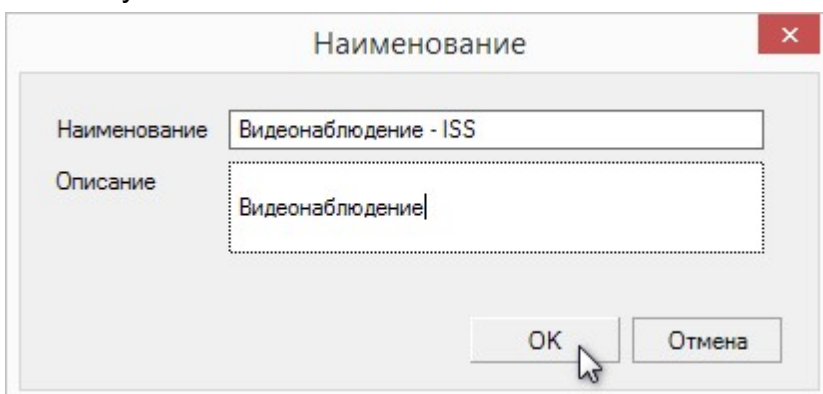 Наименование
Наименование Видеонаблюдение - ISS
Описание
Видеонаблюдение
OK Отмена